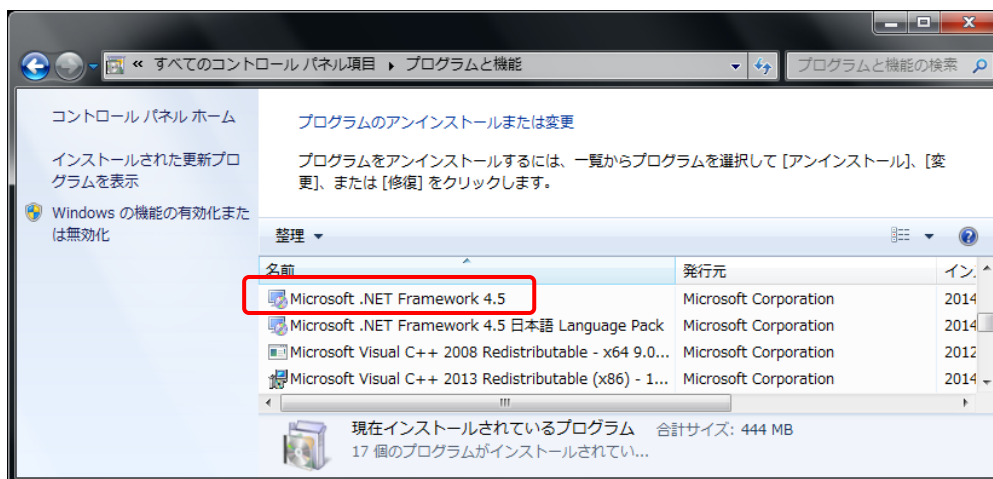 « すべてのコントロール パネル項目 ▸ プログラムと機能
プログラムと機能の検索
コントロール パネル ホーム
インストールされた更新プロ
グラムを表示
Windows の機能の有効化また
は無効化
プログラムのアンインストールまたは変更
プログラムをアンインストールするには、一覧からプログラムを選択して [アンインストール]、[変
更]、または [修復] をクリックします。
整理
名前 発行元 イン.
Microsoft .NET Framework 4.5 Microsoft Corporation 2014
Microsoft .NET Framework 4.5 日本語 Language Pack Microsoft Corporation 2014
Microsoft Visual C++ 2008 Redistributable - x64 9.0... Microsoft Corporation 2012
Microsoft Visual C++ 2013 Redistributable (x86) - 1... Microsoft Corporation 2014
現在インストールされているプログラム 合計サイズ: 444 MB
17 個のプログラムがインストールされてい...